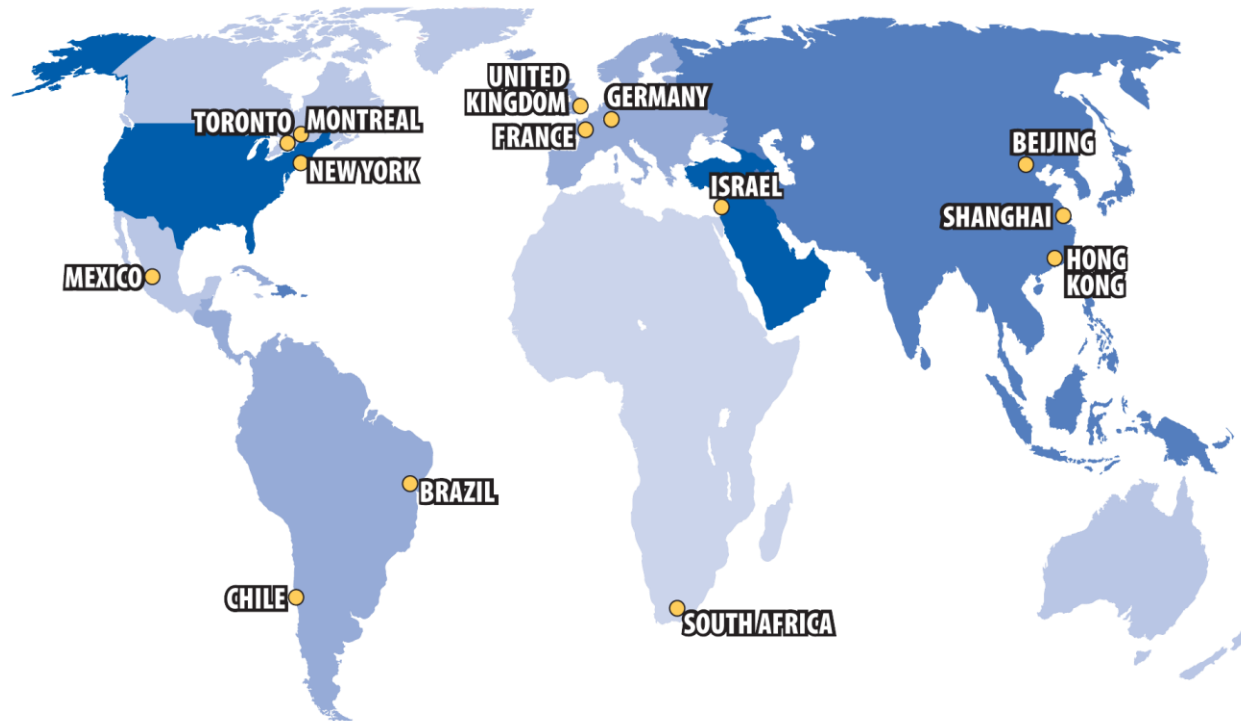 UNITED
KINGDOM
GERMANY
FRANCE
TORONTO
MONTREAL
NEW YORK
BEIJING
ISRAEL
SHANGHAI
MEXICO
HONG
KONG
BRAZIL
CHILE
SOUTH AFRICA